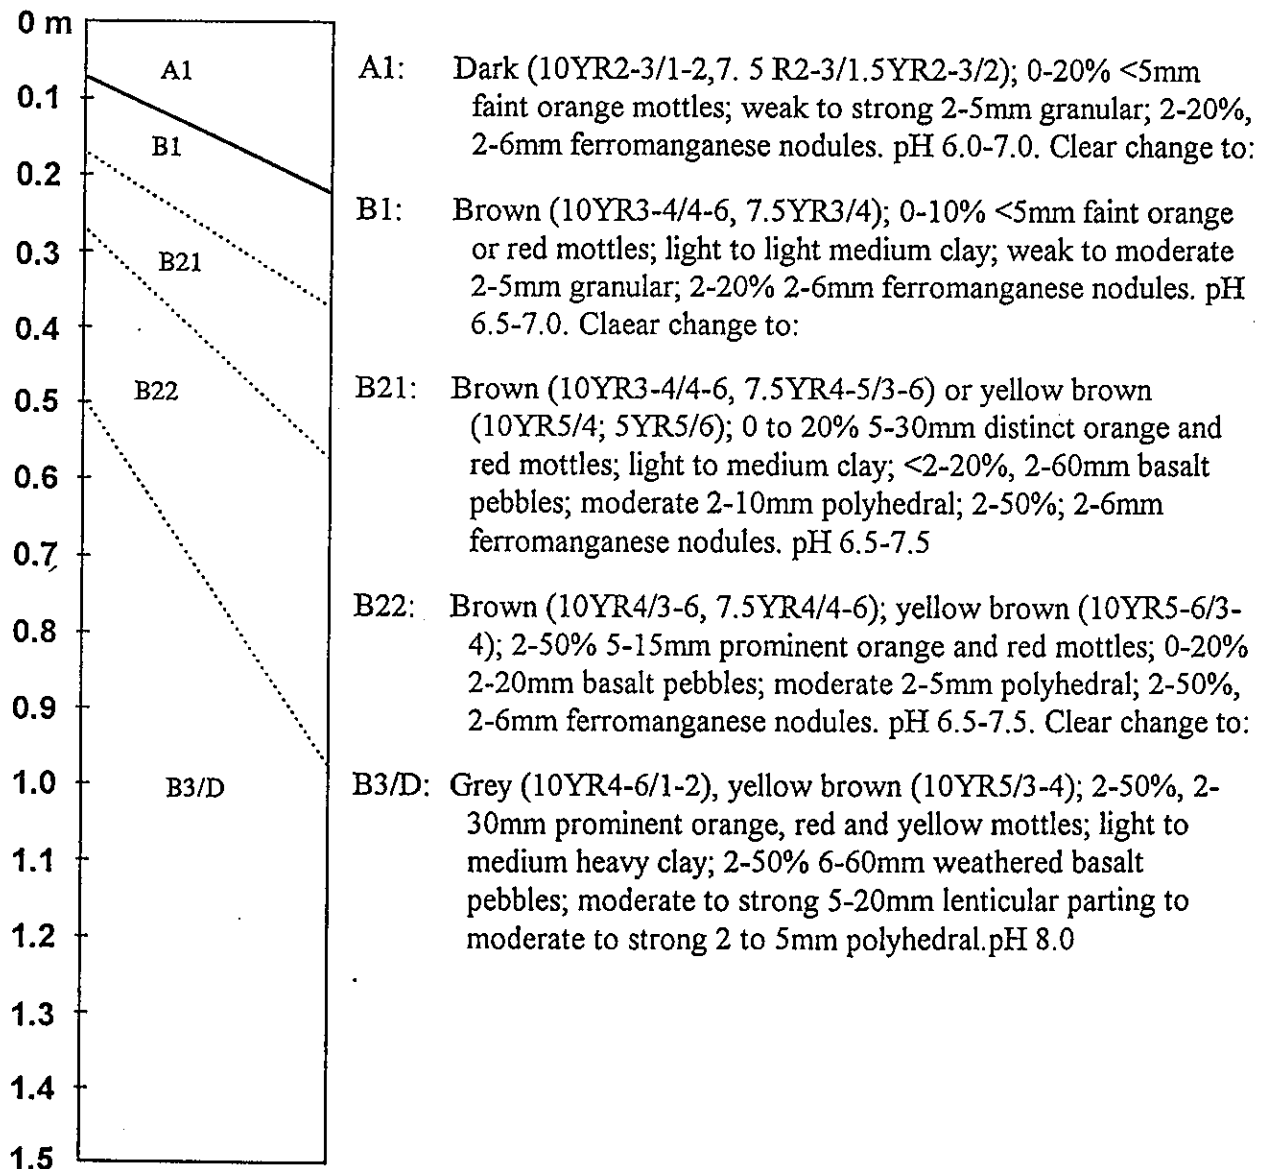 0 m
0.1
0.2
0.3
0.4
0.5
0.6
0.7
0.8
0.9
1.0
1.1
1.2
1.3
1.4
1.5
A1
B1
B21
B22
B3/D
A1: Dark (10YR2-3/1-2,7. 5 R2-3/1.5YR2-3/2); 0-20% <5mm
faint orange mottles; weak to strong 2-5mm granular; 2-20%,
2-6mm ferromanganese nodules. pH 6.0-7.0. Clear change to:
B1: Brown (10YR3-4/4-6, 7.5YR3/4); 0-10% <5mm faint orange
or red mottles; light to light medium clay; weak to moderate
2-5mm granular; 2-20% 2-6mm ferromanganese nodules. pH
6.5-7.0. Claear change to:
B21: Brown (10YR3-4/4-6, 7.5YR4-5/3-6) or yellow brown
(10YR5/4; 5YR5/6); 0 to 20% 5-30mm distinct orange and
red mottles; light to medium clay; <2-20%, 2-60mm basalt
pebbles; moderate 2-10mm polyhedral; 2-50%; 2-6mm
ferromanganese nodules. pH 6.5-7.5
B22: Brown (10YR4/3-6, 7.5YR4/4-6); yellow brown (10YR5-6/3-
4); 2-50% 5-15mm prominent orange and red mottles; 0-20%
2-20mm basalt pebbles; moderate 2-5mm polyhedral; 2-50%,
2-6mm ferromanganese nodules. pH 6.5-7.5. Clear change to:
B3/D: Grey (10YR4-6/1-2), yellow brown (10YR5/3-4); 2-50%, 2-
30mm prominent orange, red and yellow mottles; light to
medium heavy clay; 2-50% 6-60mm weathered basalt
pebbles; moderate to strong 5-20mm lenticular parting to
moderate to strong 2 to 5mm polyhedral.pH 8.0